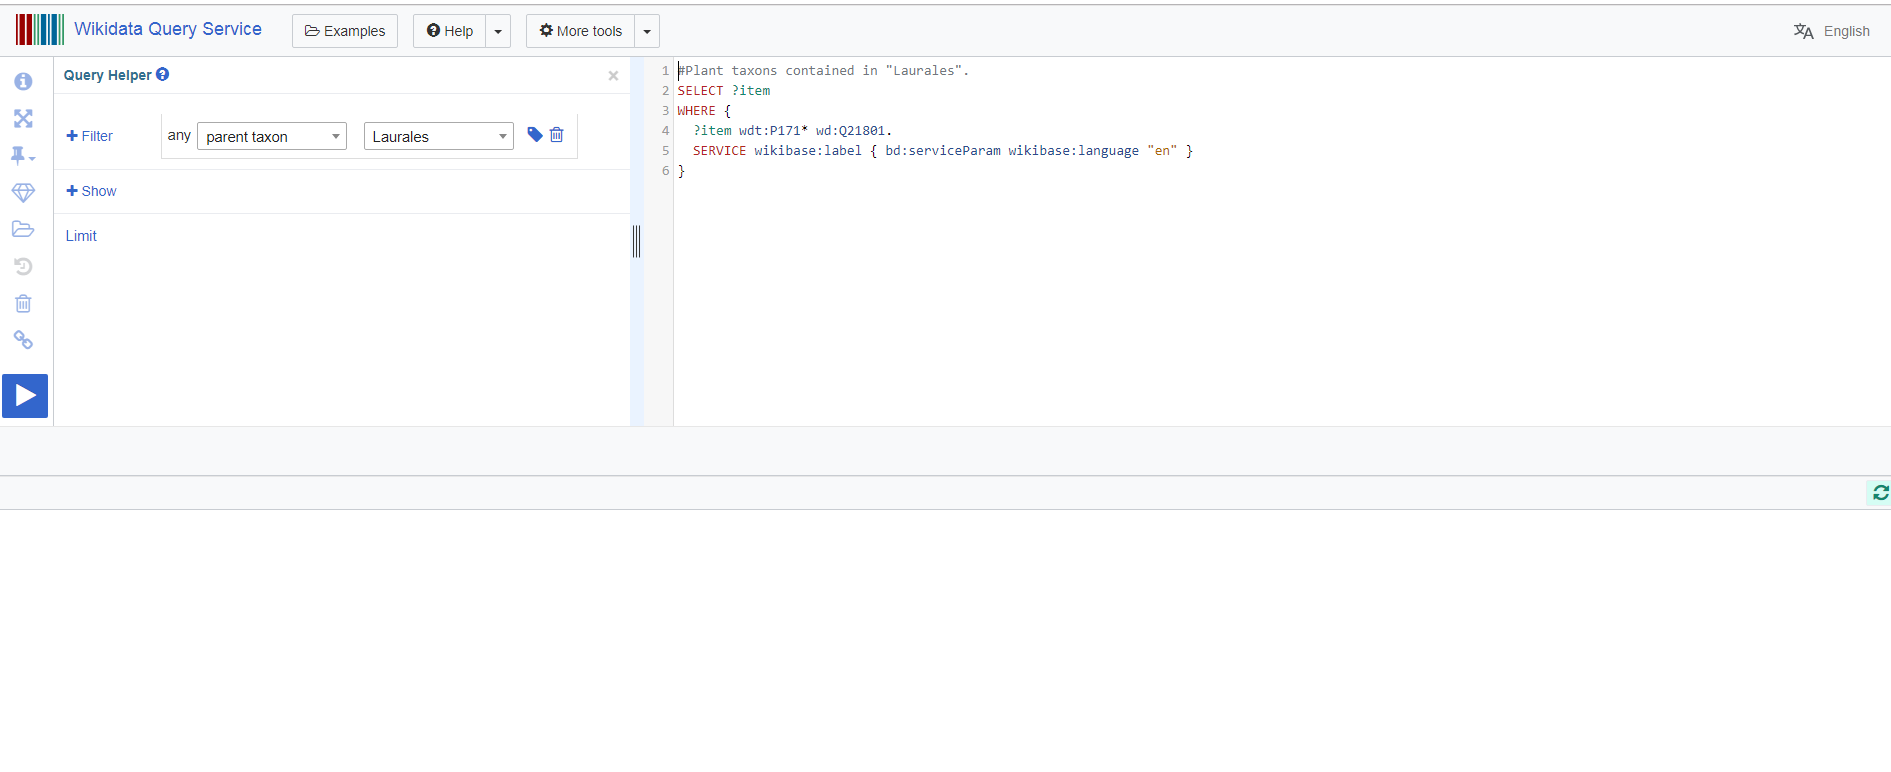 Wikidata Query Service
Examples
Help
More tools
English
Query Helper
Filter
any parent taxon Laurales
Show
Limit
1 #Plant taxons contained in "Laurales".
2 SELECT ?item
3 WHERE {
4 ?item wdt:P171* wd:Q21801.
5 SERVICE wikibase:label { bd:serviceParam wikibase:language "en" }
6 }